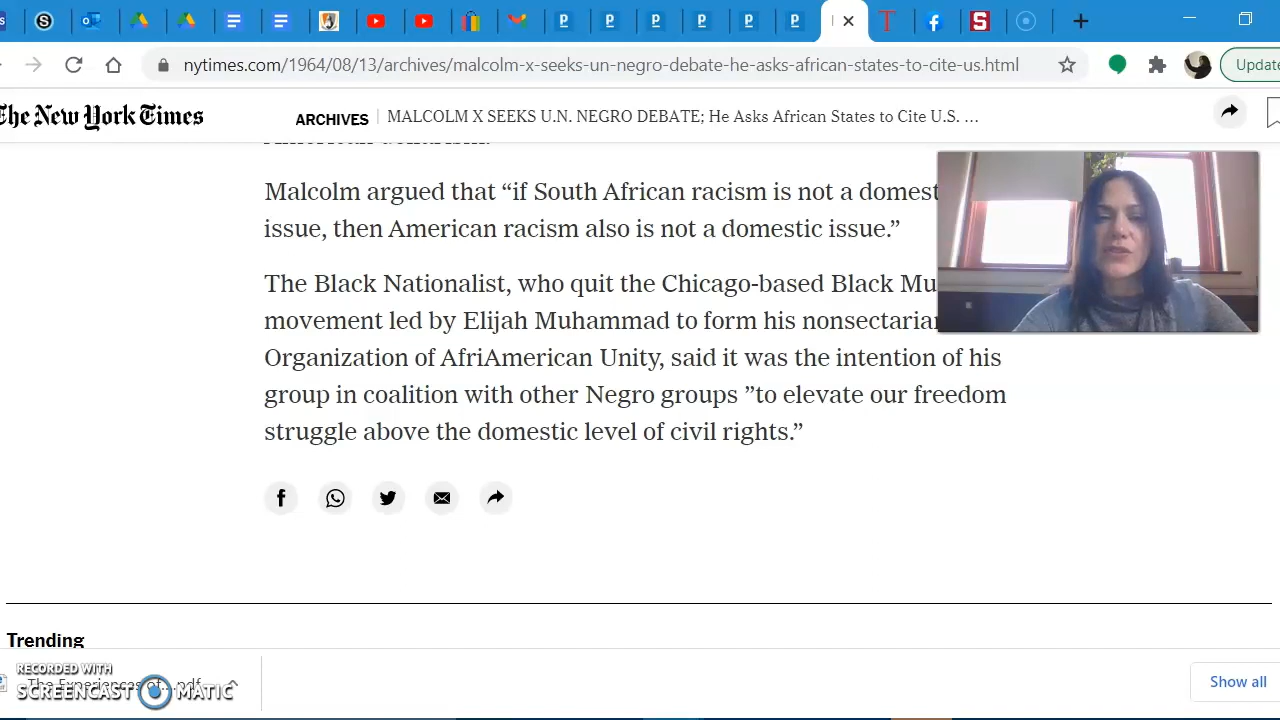 nytimes.com/1964/08/13/archives/malcolm-x-seeks-un-negro-debate-he-asks-african-states-to-cite-us.html
Update
The New York Times
ARCHIVES
MALCOLM X SEEKS U.N. NEGRO DEBATE; He Asks African States to Cite U.S. ...
Malcolm argued that “if South African racism is not a domest
issue, then American racism also is not a domestic issue.”
The Black Nationalist, who quit the Chicago-based Black Mu
movement led by Elijah Muhammad to form his nonsectarian
Organization of AfriAmerican Unity, said it was the intention of his
group in coalition with other Negro groups ”to elevate our freedom
struggle above the domestic level of civil rights.”
Trending
RECORDED WITH
The Experiences of....pdf
SCREENCAST MATIC
Show all